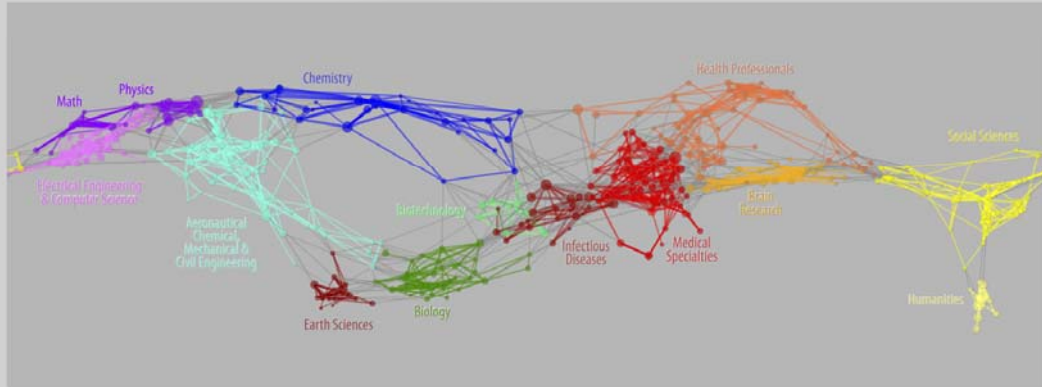 Math
Physics
Chemistry
Health Professionals
Social Sciences
Electrical Engineering
& Computer Science
Biotechnology
Brain
Research
Aeronautical
Chemical,
Mechanical &
Civil Engineering
Infectious
Diseases
Medical
Specialties
Humanities
Earth Sciences
Biology